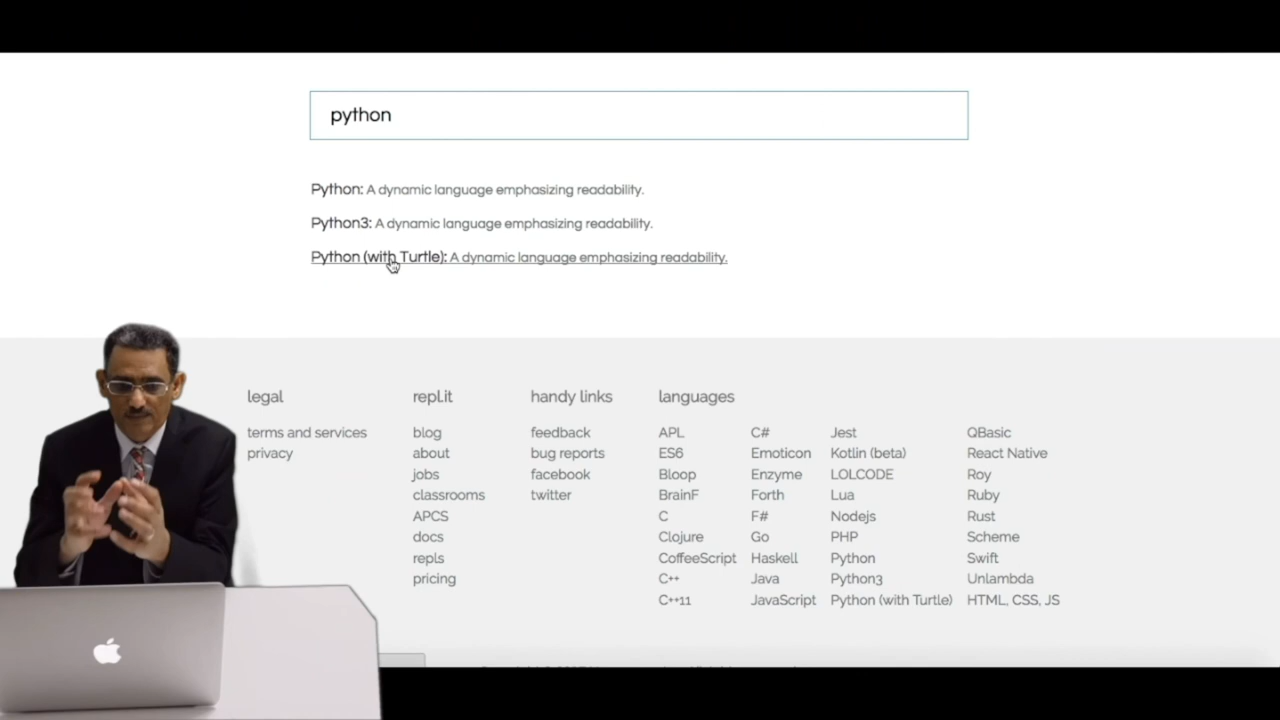 python
Python: A dynamic language emphasizing readability.
Python3: A dynamic language emphasizing readability.
Python (with Turtle): A dynamic language emphasizing readability.
legal
terms and services
privacy
repl.it
blog
about
jobs
classrooms
APCS
docs
repls
pricing
handy links
feedback
bug reports
facebook
twitter
languages
APL
ES6
Bloop
BrainF
C
Clojure
CoffeeScript
C++
C++11
C#
Emoticon
Enzyme
Forth
F#
Go
Haskell
Java
JavaScript
Jest
Kotlin (beta)
LOLCODE
Lua
Nodejs
PHP
Python
Python3
Python (with Turtle)
QBasic
React Native
Roy
Ruby
Rust
Scheme
Swift
Unlambda
HTML, CSS, JS